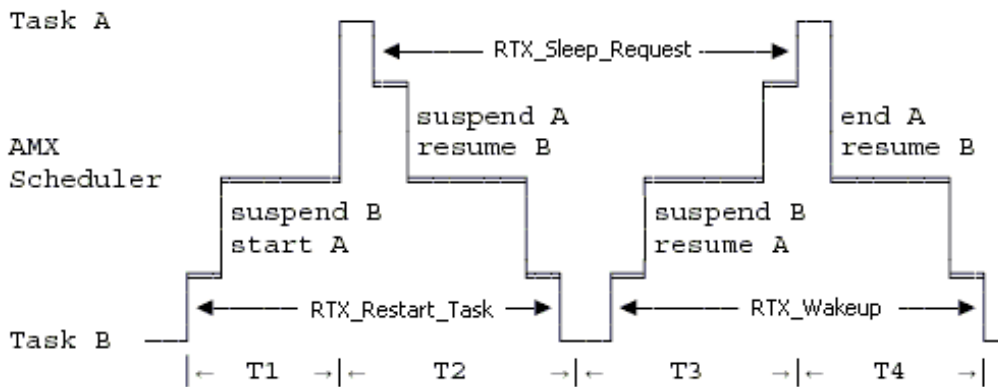 Task A
RTX_Sleep_Request
suspend A
resume B
end A
resume B
AMX
Scheduler
suspend B
start A
suspend B
resume A
RTX_Restart_Task
RTX_Wakeup
Task B
← T1 →
← T2 →
← T3 →
← T4 →